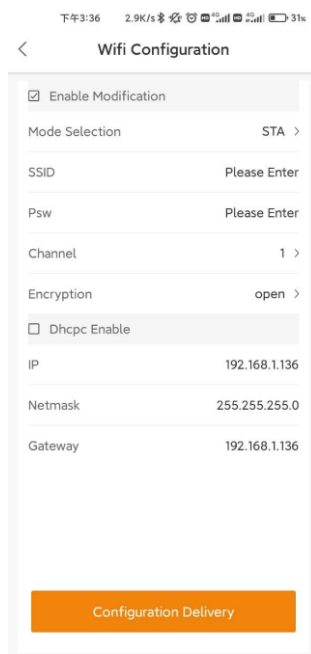 下午3:36 2.9K/s 4G 4G 31%
Wifi Configuration
Enable Modification
Mode Selection STA >
SSID Please Enter
Psw Please Enter
Channel 1 >
Encryption open >
Dhcpc Enable
IP 192.168.1.136
Netmask 255.255.255.0
Gateway 192.168.1.136
Configuration Delivery